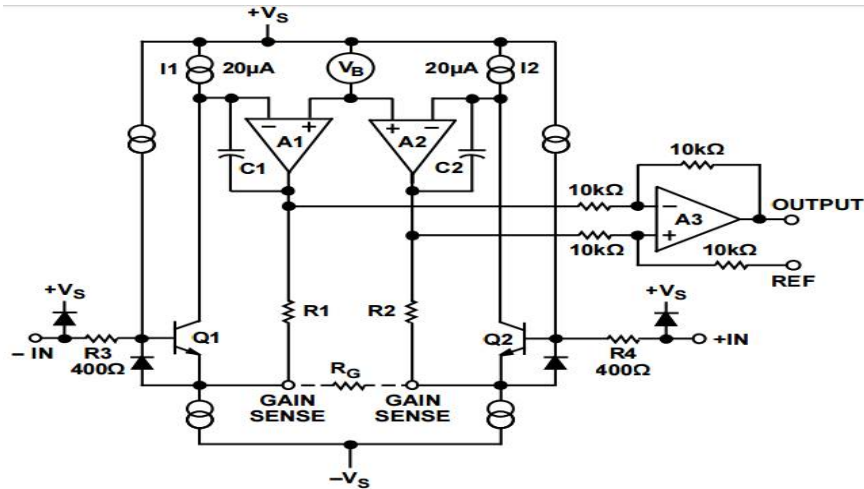 +VS
I1 20µA VB 20µA I2
A1 A2
C1 C2
10kΩ
10kΩ
A3 OUTPUT
10kΩ 10kΩ
REF
+VS R1 R2 +VS
– IN R3 Q1 Q2 R4 +IN
400Ω 400Ω
RG
GAIN SENSE
GAIN SENSE
–VS